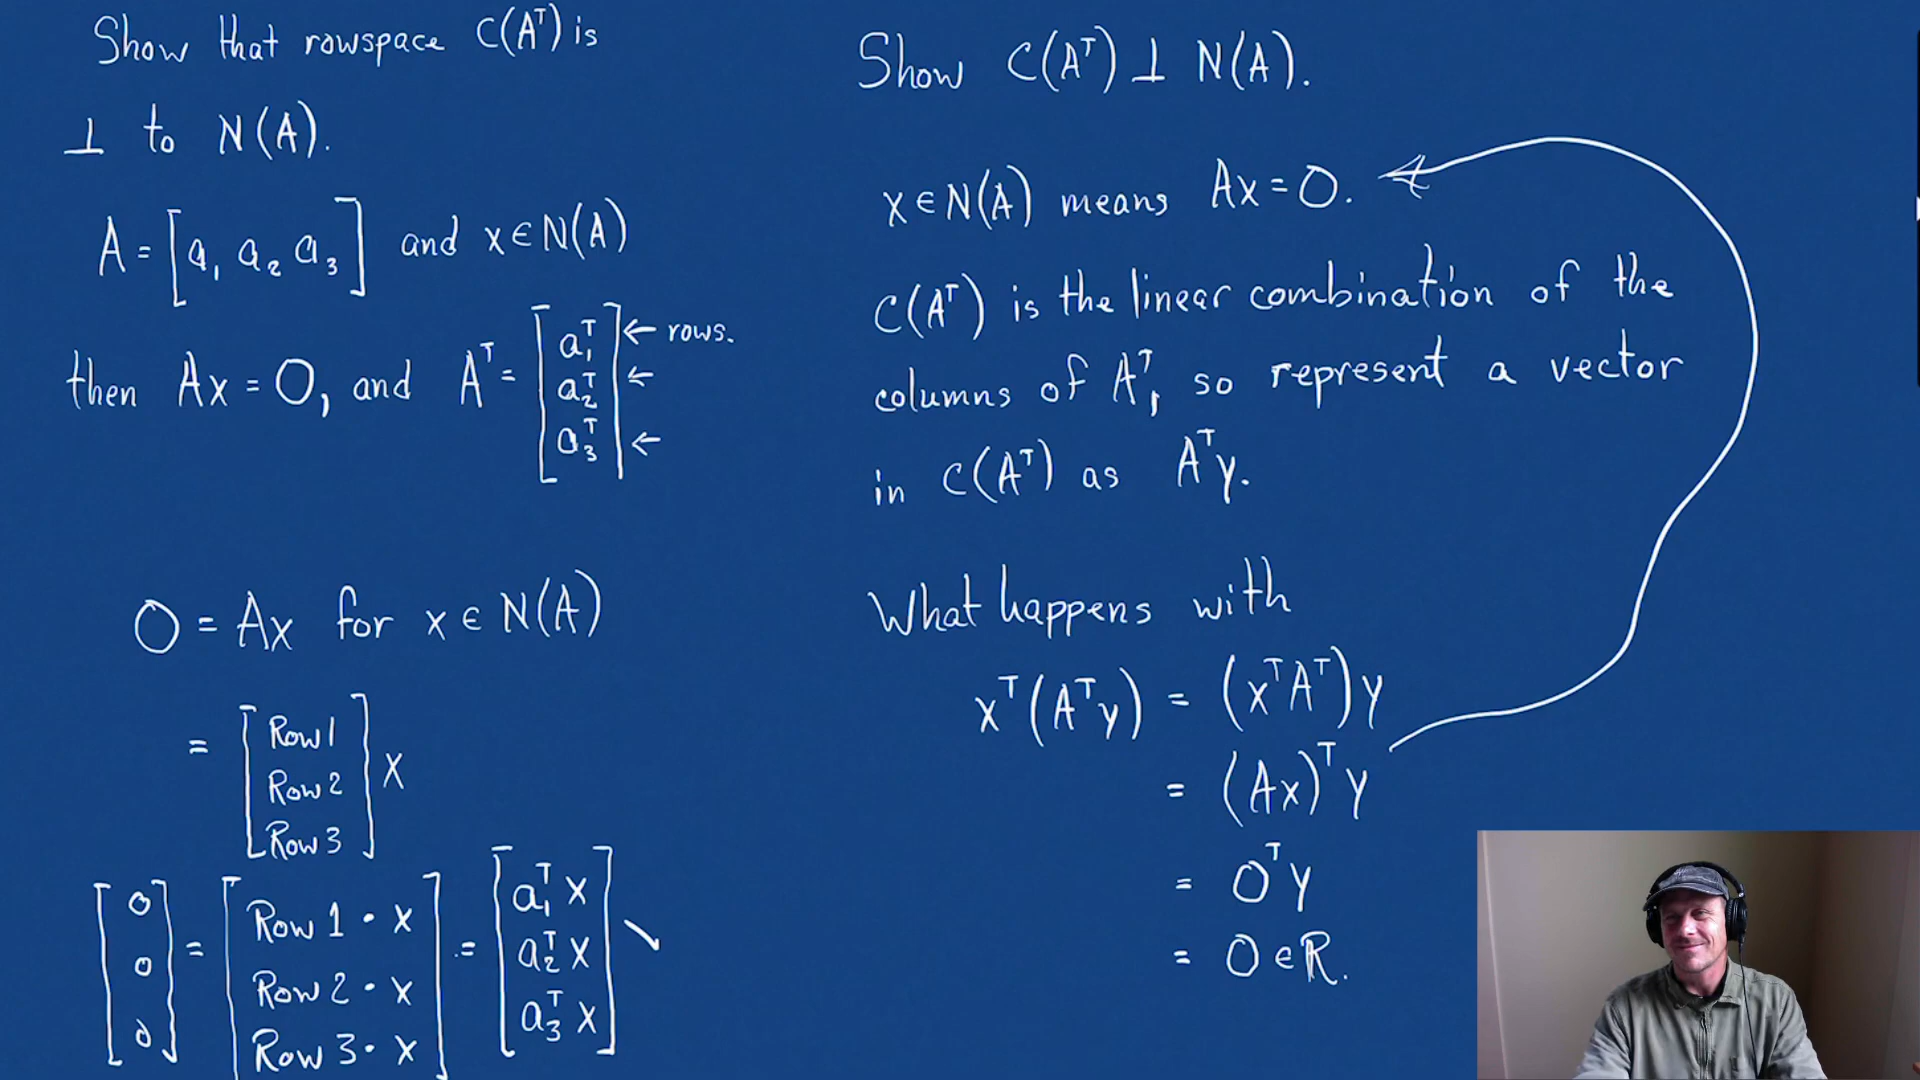 Show that rowspace C(Aᵀ) is
⊥ to N(A).
A = [a₁ a₂ a₃] and x ∈ N(A)
then Ax = 0, and Aᵀ = [a₁ᵀ a₂ᵀ a₃ᵀ] ← rows.
←
←
0 = Ax for x ∈ N(A)
= [Row 1
Row 2
Row 3] x
[0 0 0] = [Row 1 · x
Row 2 · x
Row 3 · x] = [a₁ᵀx
a₂ᵀx
a₃ᵀx]
Show C(Aᵀ) ⊥ N(A).
x ∈ N(A) means Ax = 0.
C(Aᵀ) is the linear combination of the
columns of Aᵀ, so represent a vector
in C(Aᵀ) as Aᵀy.
What happens with
xᵀ(Aᵀy) = (xᵀAᵀ)y
= (Ax)ᵀy
= 0ᵀy
= 0 ∈ R.